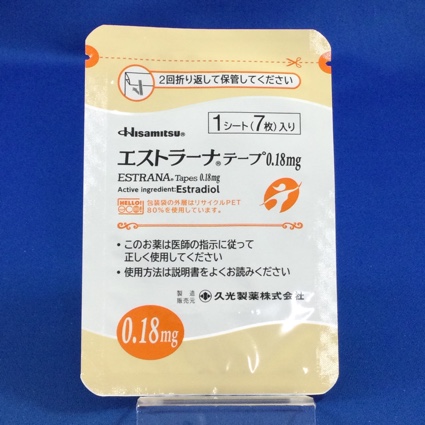 2回折り返して保管してください
1シート(7枚)入り
Hisamitsu®
エストラーナ®テープ0.18mg
ESTRANA® Tapes 0.18mg
Active ingredient:Estradiol
HELLO! eco!
包装袋の外層はリサイクルPET
80%を使用しています。
・このお薬は医師の指示に従って
正しく使用してください
・使用方法は説明書をよくお読みください
製造
販売元
久光製薬株式会社
0.18mg